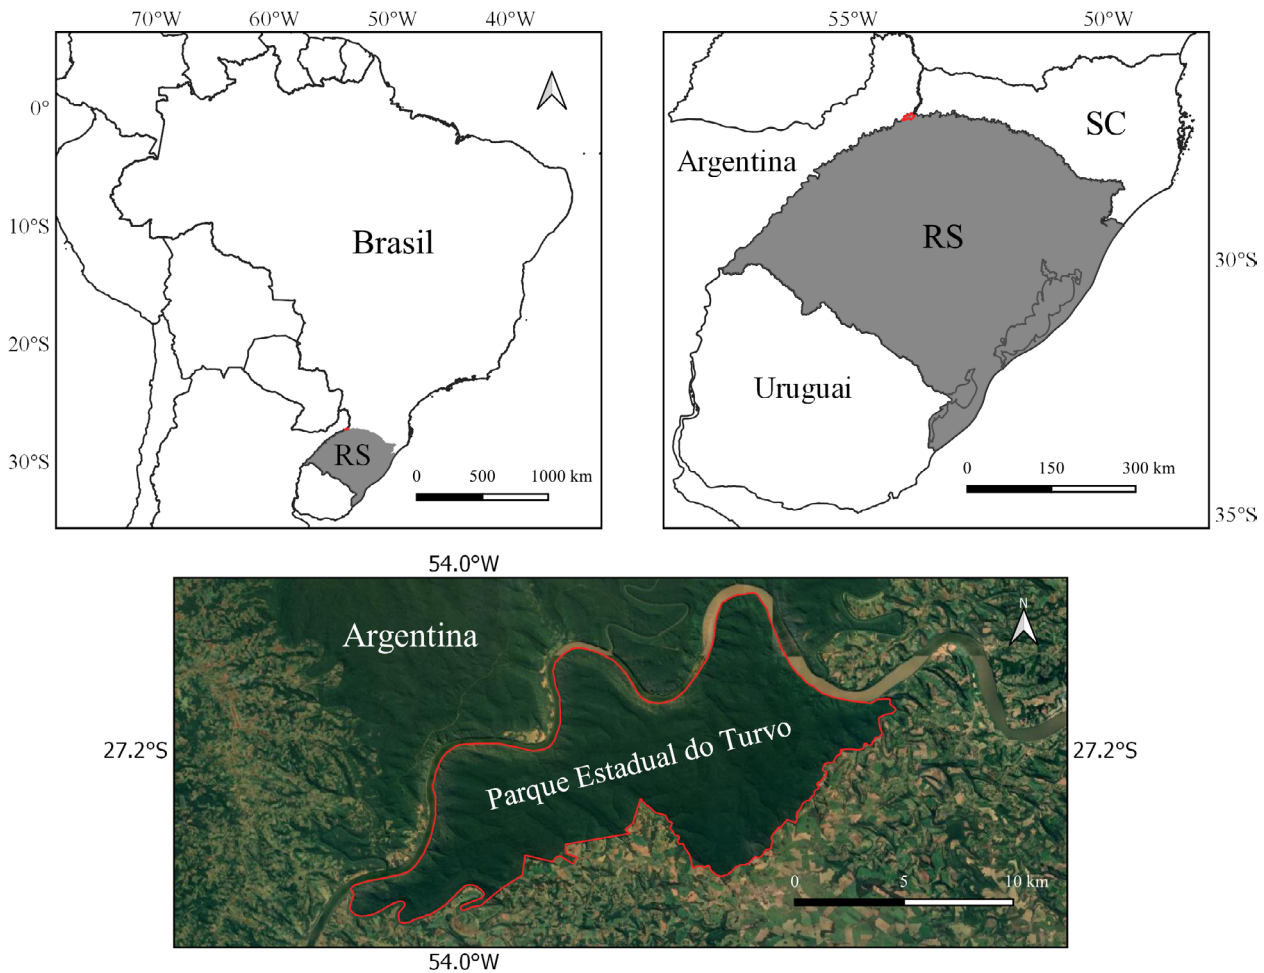 70°W 60°W 50°W 40°W
0°
10°S
20°S
30°S
Brasil
RS
0 500 1000 km
55°W 50°W
SC
Argentina
RS
30°S
Uruguai
0 150 300 km
35°S
54.0°W
N
Argentina
27.2°S
Parque Estadual do Turvo
27.2°S
0 5 10 km
54.0°W